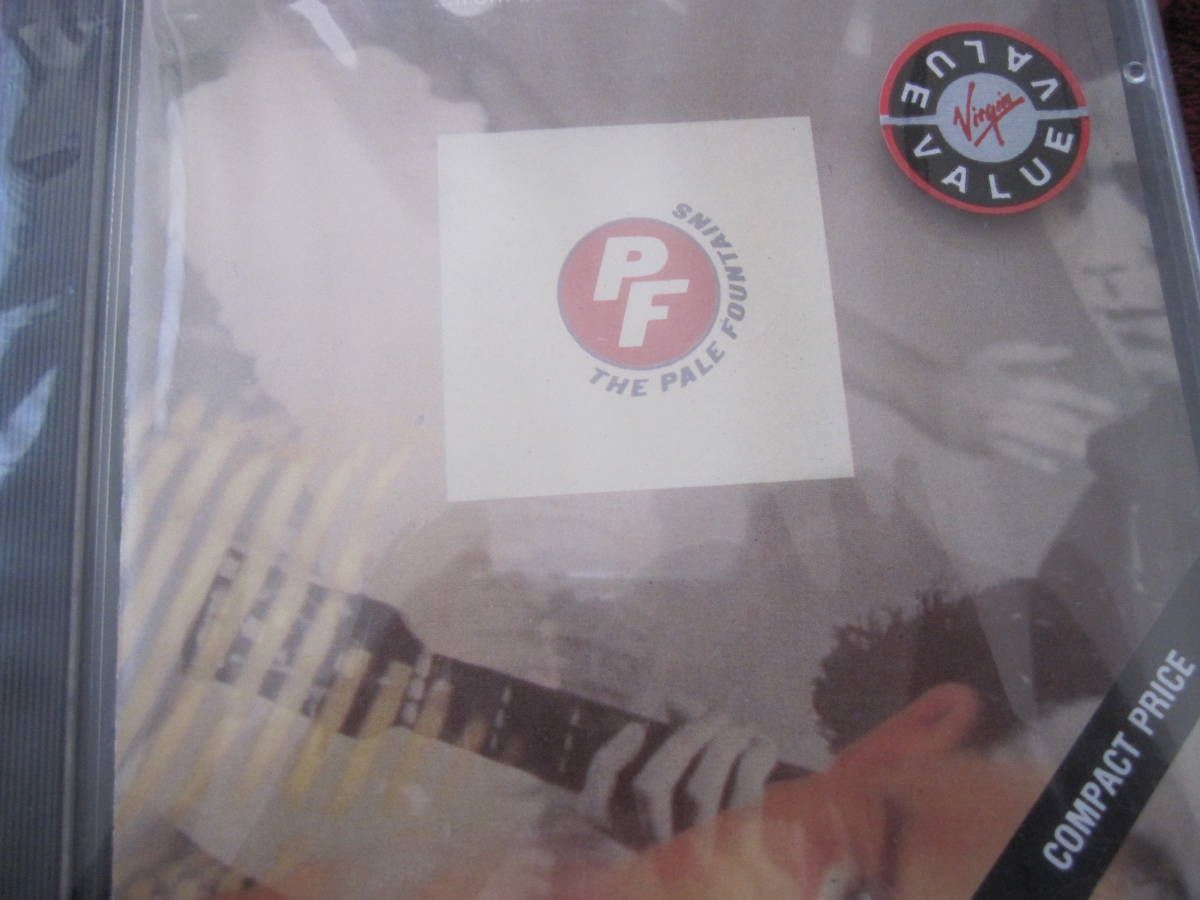 VALUE
Virgin
VALUE
PF
THE PALE FOUNTAINS
COMPACT PRICE